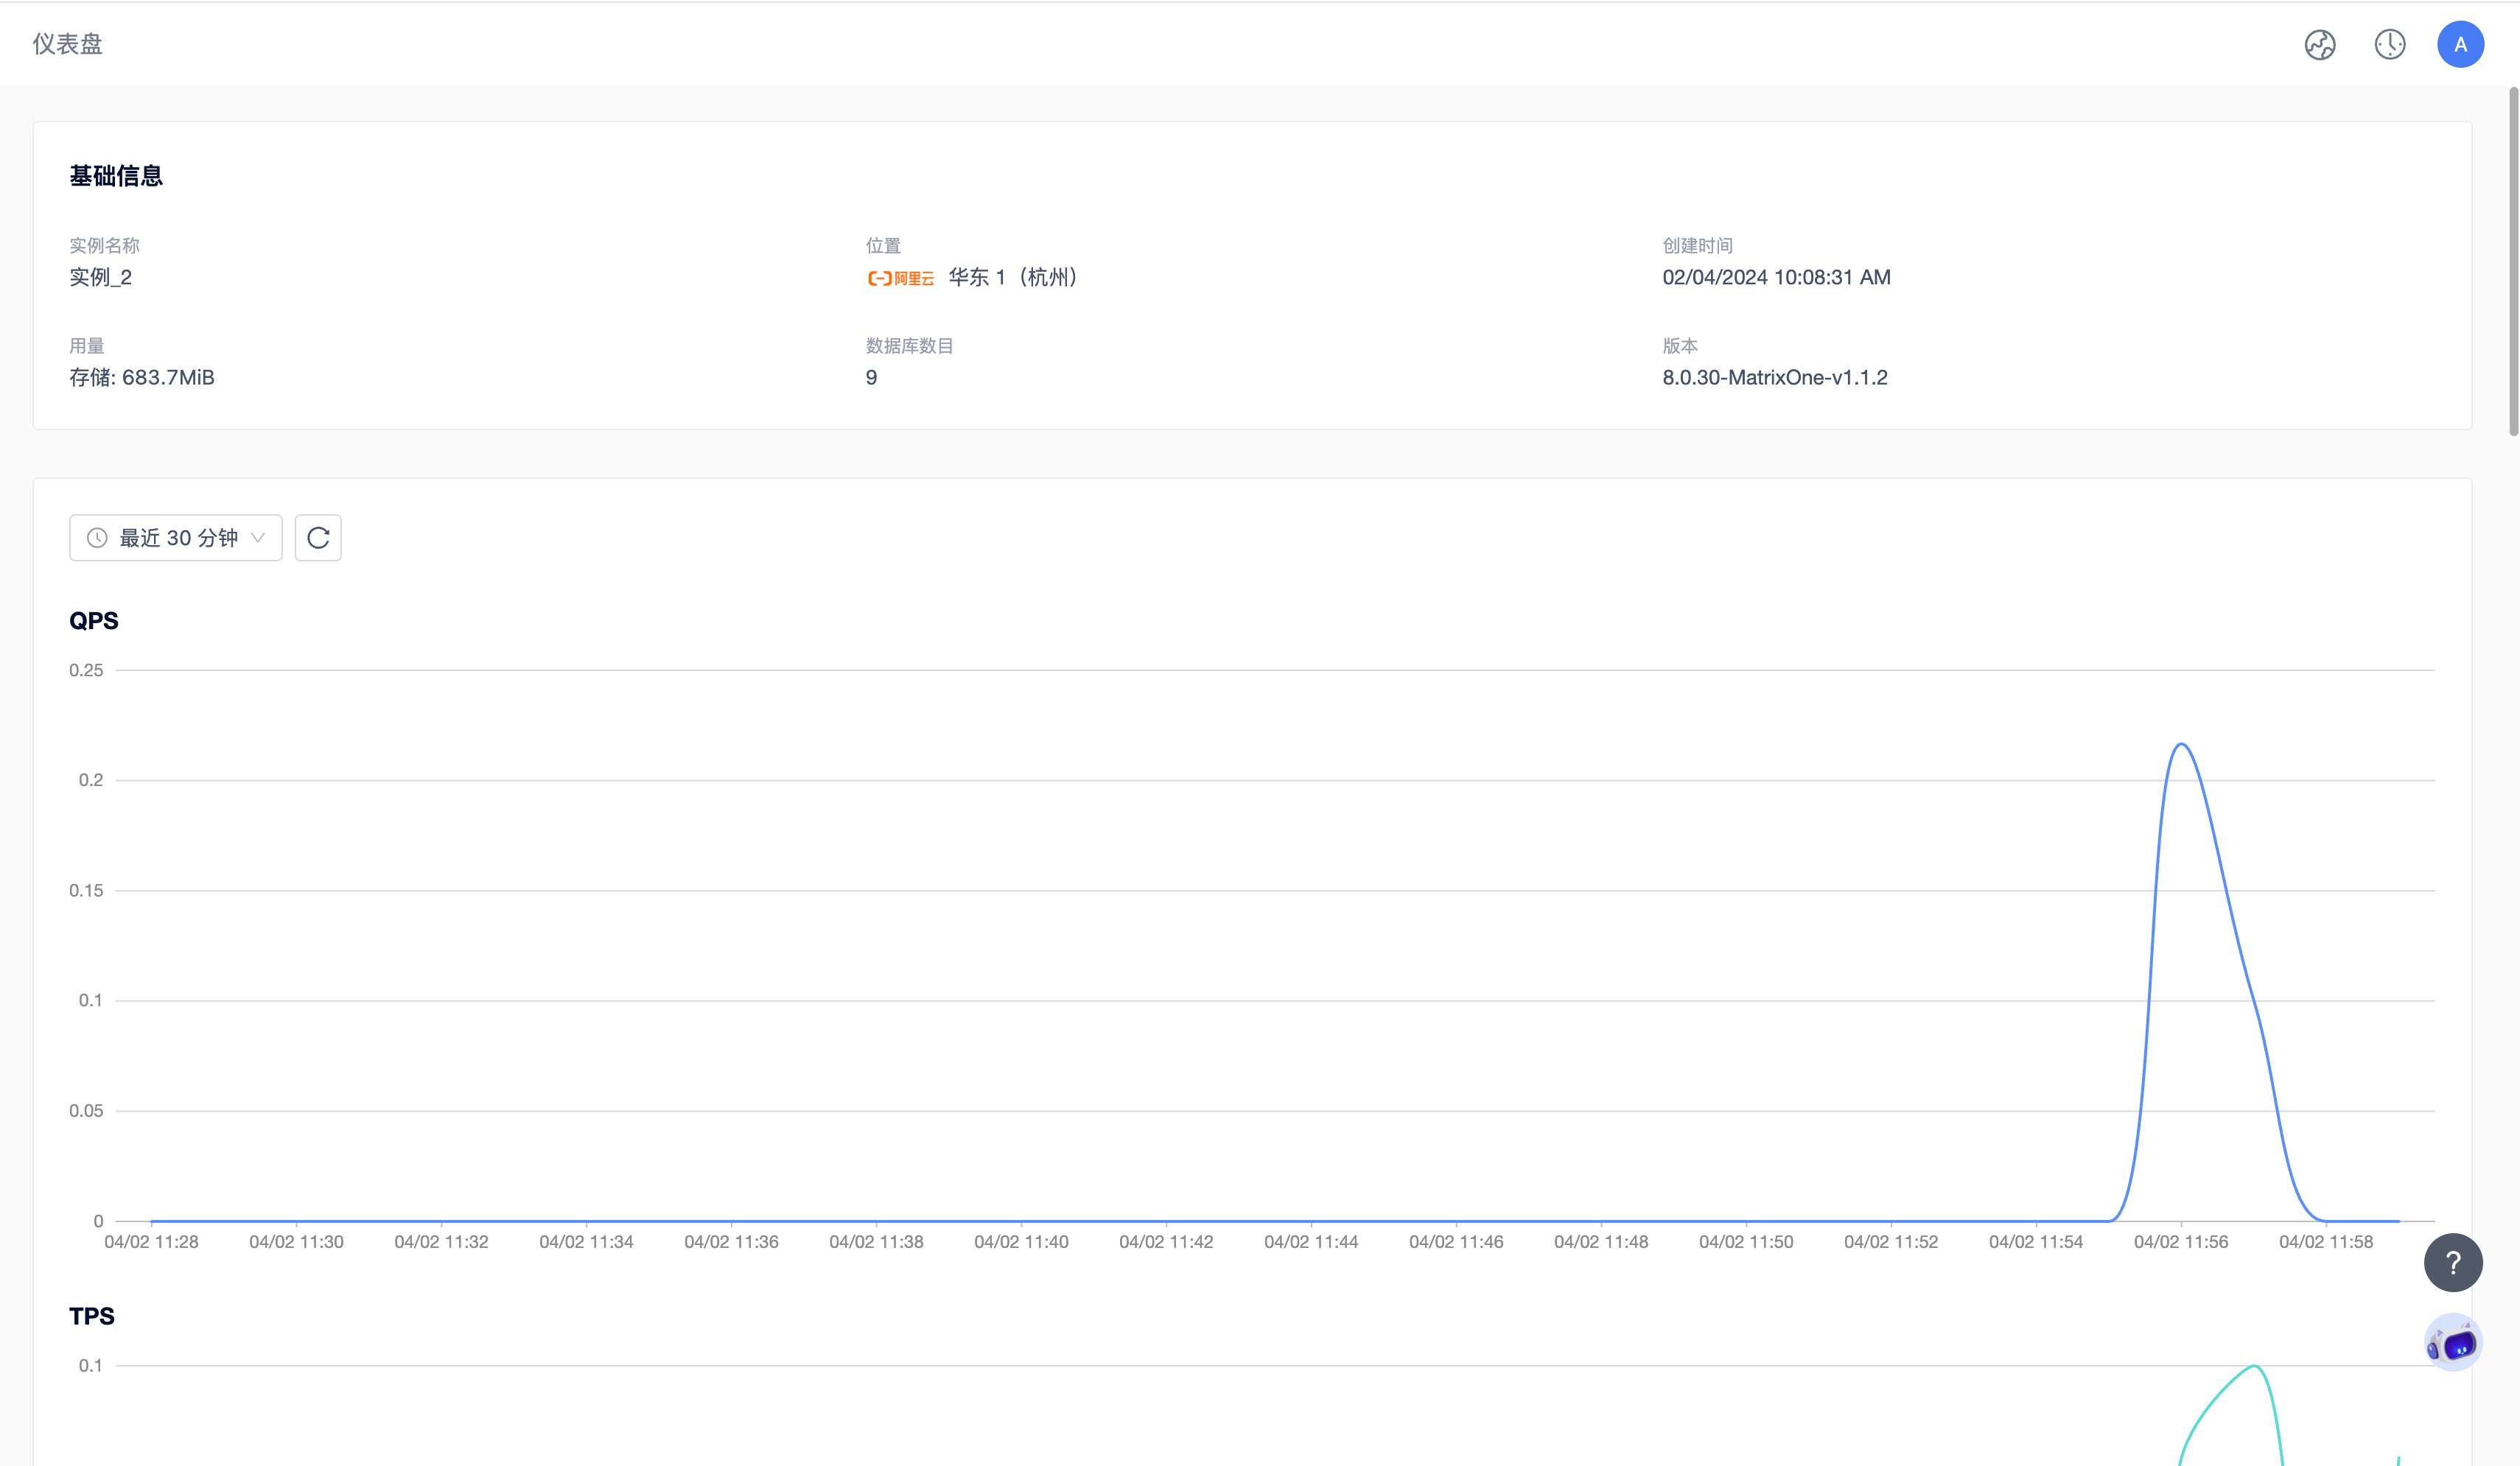 仪表盘
A
基础信息
实例名称
实例_2
位置
阿里云 华东 1（杭州）
创建时间
02/04/2024 10:08:31 AM
用量
存储: 683.7MiB
数据库数目
9
版本
8.0.30-MatrixOne-v1.1.2
最近 30 分钟
QPS
0.25
0.2
0.15
0.1
0.05
0
04/02 11:28 04/02 11:30 04/02 11:32 04/02 11:34 04/02 11:36 04/02 11:38 04/02 11:40 04/02 11:42 04/02 11:44 04/02 11:46 04/02 11:48 04/02 11:50 04/02 11:52 04/02 11:54 04/02 11:56 04/02 11:58
?
TPS
0.1